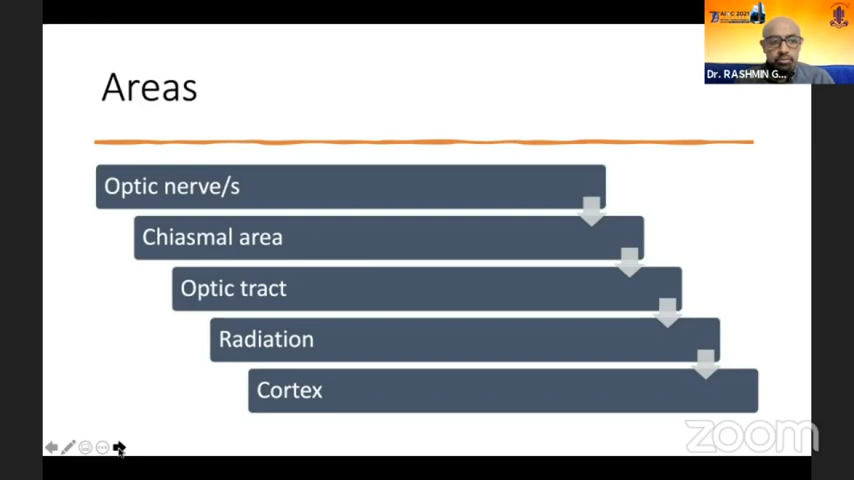 Areas
Optic nerve/s
Chiasmal area
Optic tract
Radiation
Cortex
Dr. RASHMIN G...
zoom